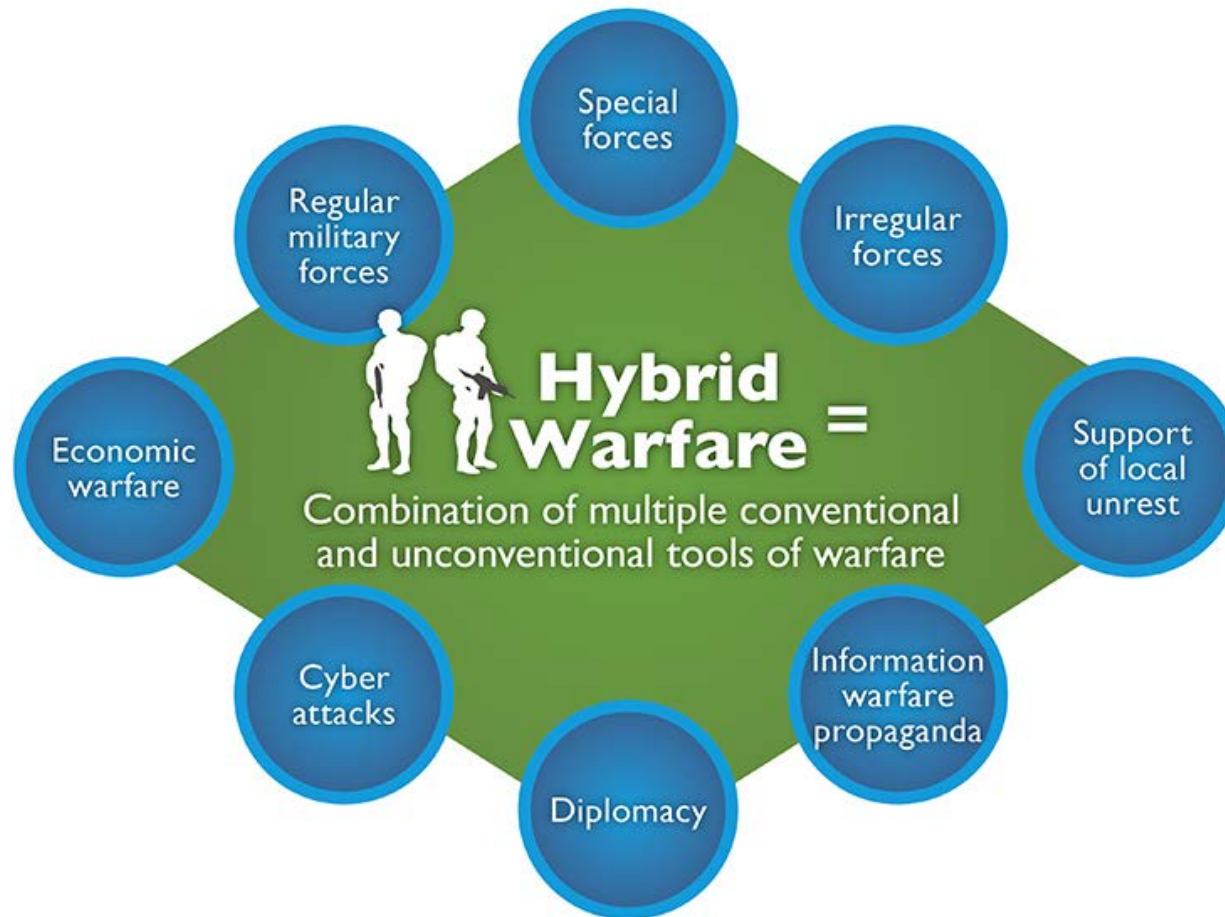 Special
forces
Regular
military
forces
Irregular
forces
Hybrid
Warfare =
Economic
warfare
Support
of local
unrest
Combination of multiple conventional
and unconventional tools of warfare
Cyber
attacks
Information
warfare
propaganda
Diplomacy